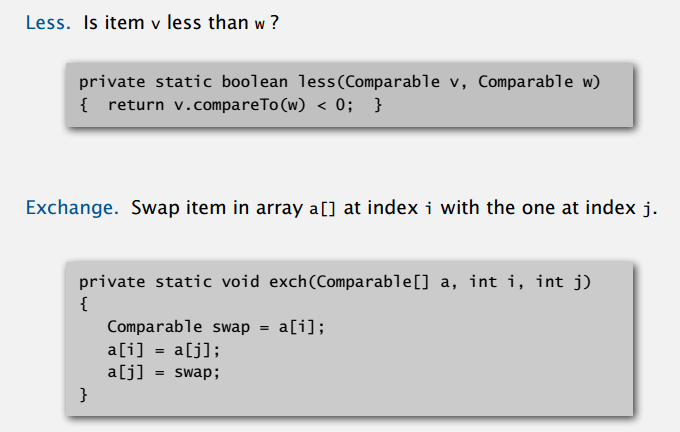 Less. Is item v less than w ?
private static boolean less(Comparable v, Comparable w)
{ return v.compareTo(w) < 0; }
Exchange. Swap item in array a[] at index i with the one at index j.
private static void exch(Comparable[] a, int i, int j)
{
Comparable swap = a[i];
a[i] = a[j];
a[j] = swap;
}